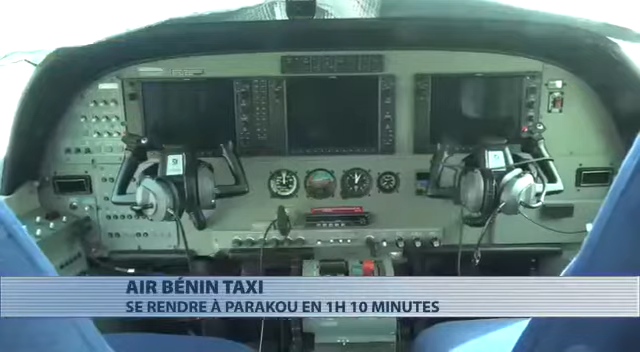 AIR BÉNIN TAXI
SE RENDRE À PARAKOU EN 1H 10 MINUTES